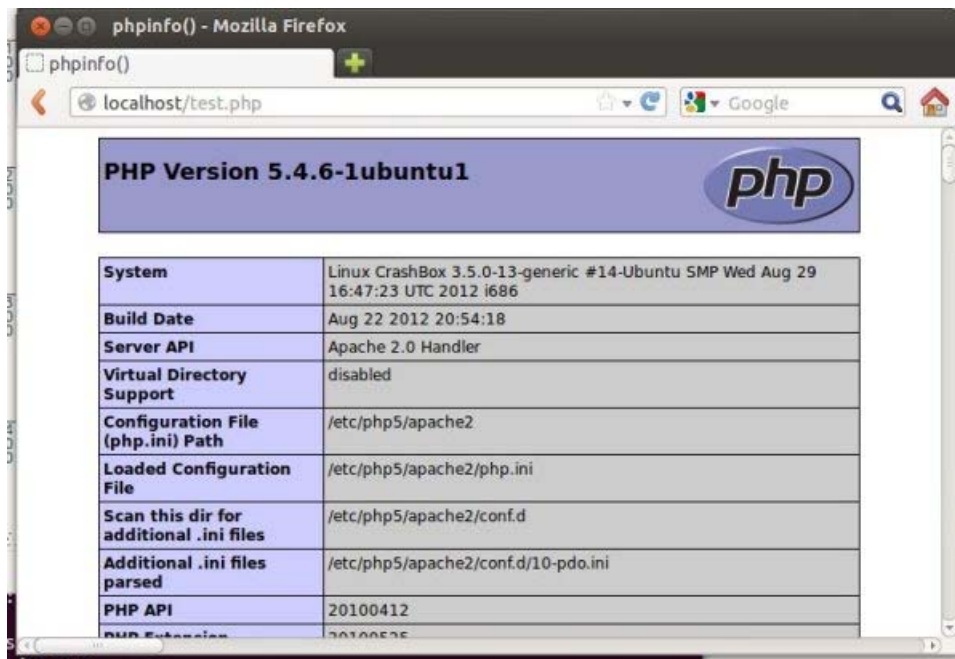 phpinfo() - Mozilla Firefox
phpinfo()
localhost/test.php
Google
PHP Version 5.4.6-1ubuntu1
php
System
Linux CrashBox 3.5.0-13-generic #14-Ubuntu SMP Wed Aug 29
16:47:23 UTC 2012 i686
Build Date
Aug 22 2012 20:54:18
Server API
Apache 2.0 Handler
Virtual Directory
Support
disabled
Configuration File
(php.ini) Path
/etc/php5/apache2
Loaded Configuration
File
/etc/php5/apache2/php.ini
Scan this dir for
additional .ini files
/etc/php5/apache2/conf.d
Additional .ini files
parsed
/etc/php5/apache2/conf.d/10-pdo.ini
PHP API
20100412
PHP Extension
20100525